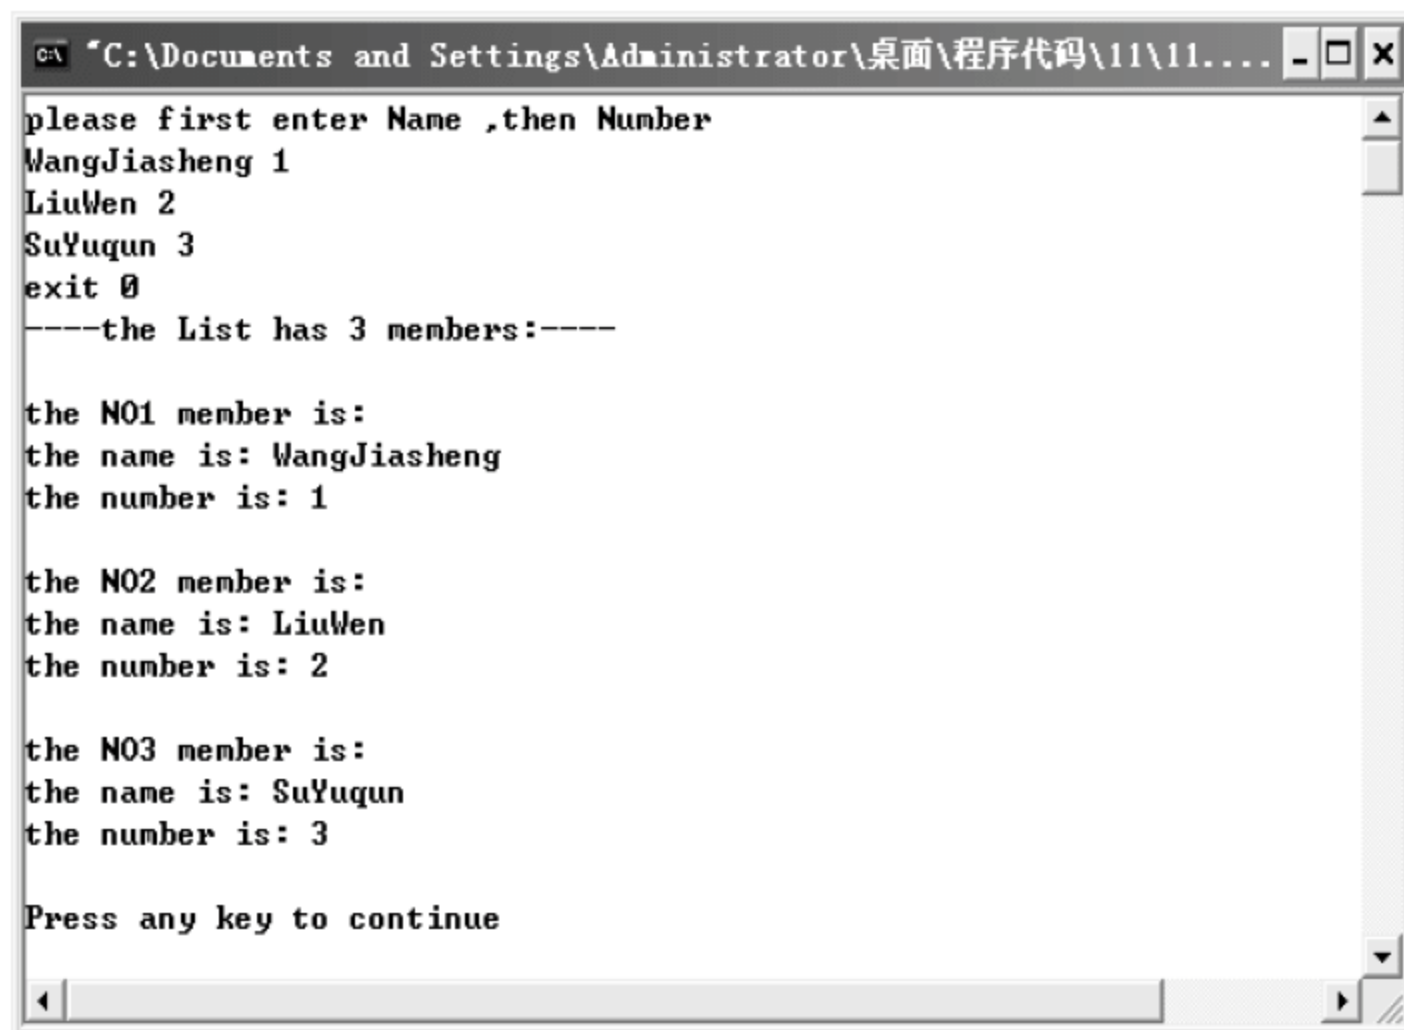 "C:\Documents and Settings\Administrator\桌面\程序代码\11\11....
please first enter Name ,then Number
WangJiasheng 1
LiuWen 2
SuYuqun 3
exit 0
----the List has 3 members:----
the NO1 member is:
the name is: WangJiasheng
the number is: 1
the NO2 member is:
the name is: LiuWen
the number is: 2
the NO3 member is:
the name is: SuYuqun
the number is: 3
Press any key to continue